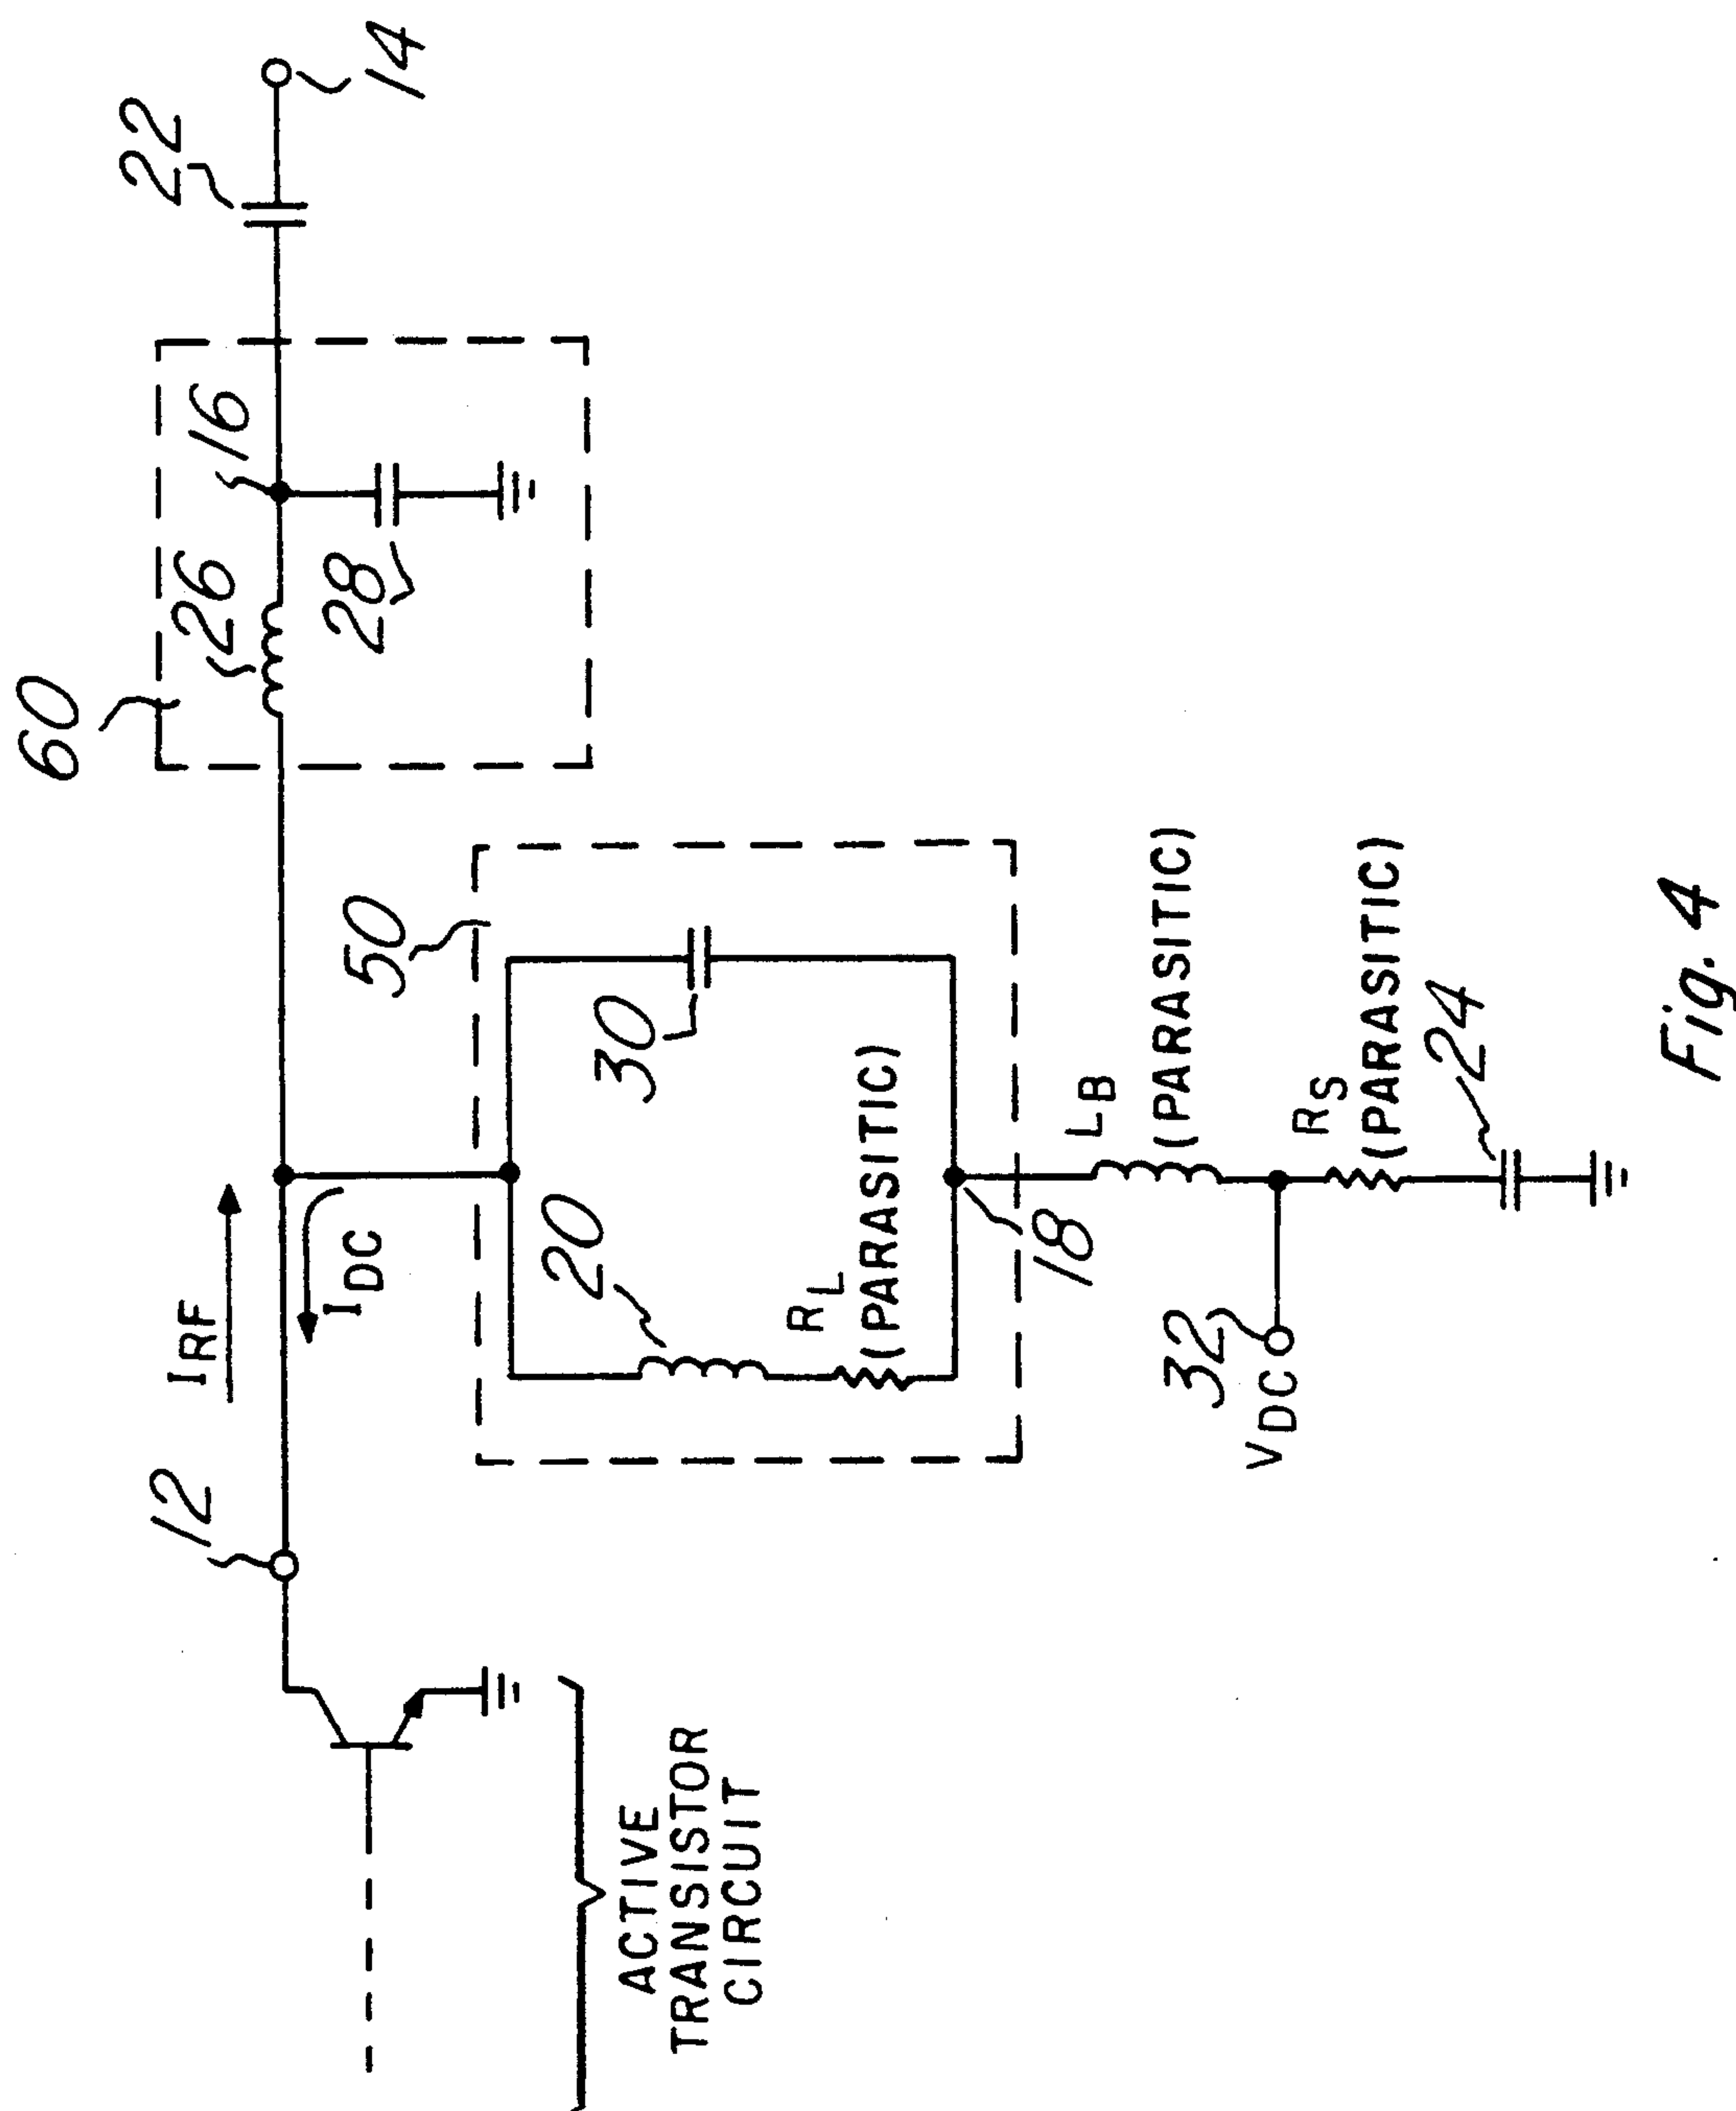 60
22
14
26
16
28
12
I RF
I DC
50
20
30
R L
(PARASITIC)
18
L B
(PARASITIC)
32
V DC
R S
(PARASITIC)
24
ACTIVE
TRANSISTOR
CIRCUIT
Fig. 4